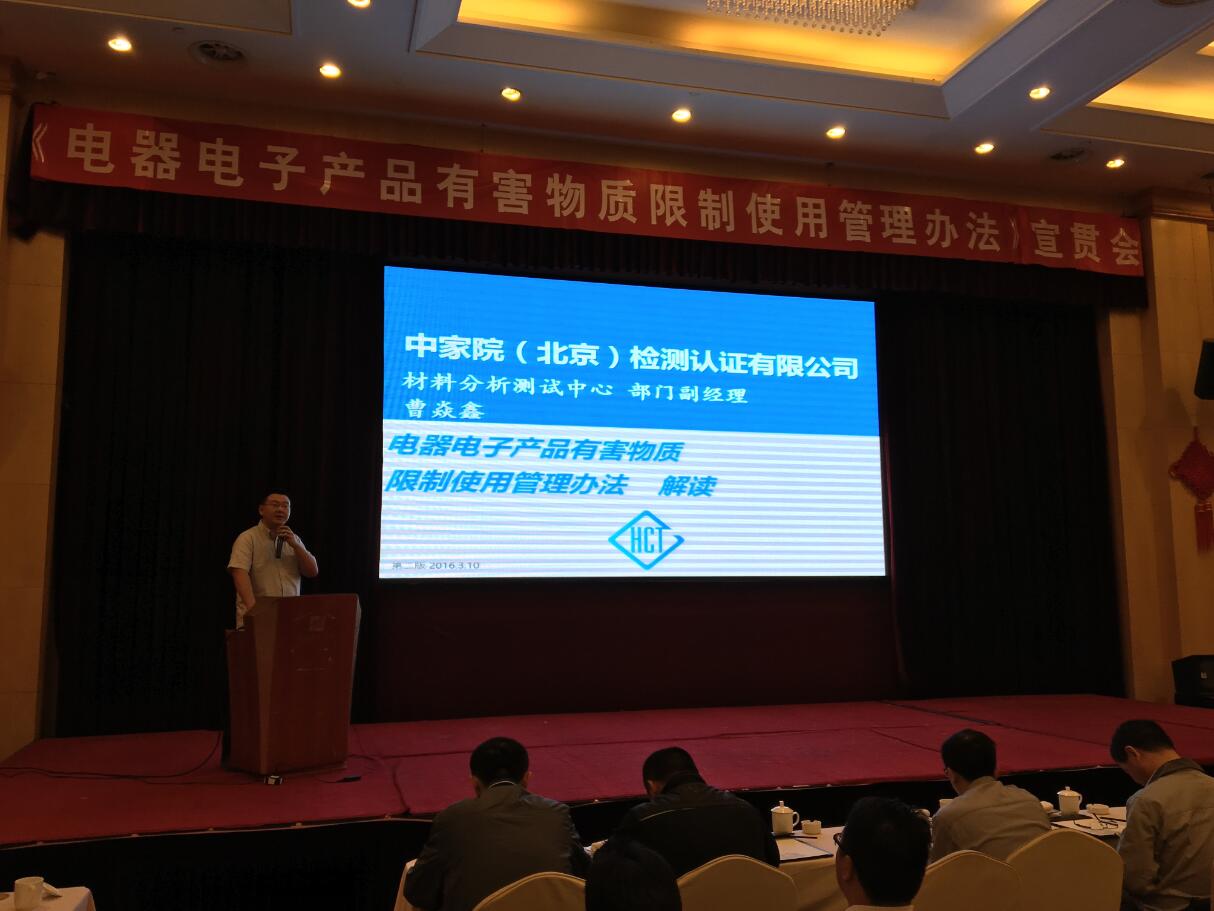 《电器电子产品有害物质限制使用管理办法》宣贯会
中家院（北京）检测认证有限公司
材料分析测试中心 部门副经理
曹焱鑫
电器电子产品有害物质
限制使用管理办法 解读
HCT
第二版 2016.3.10